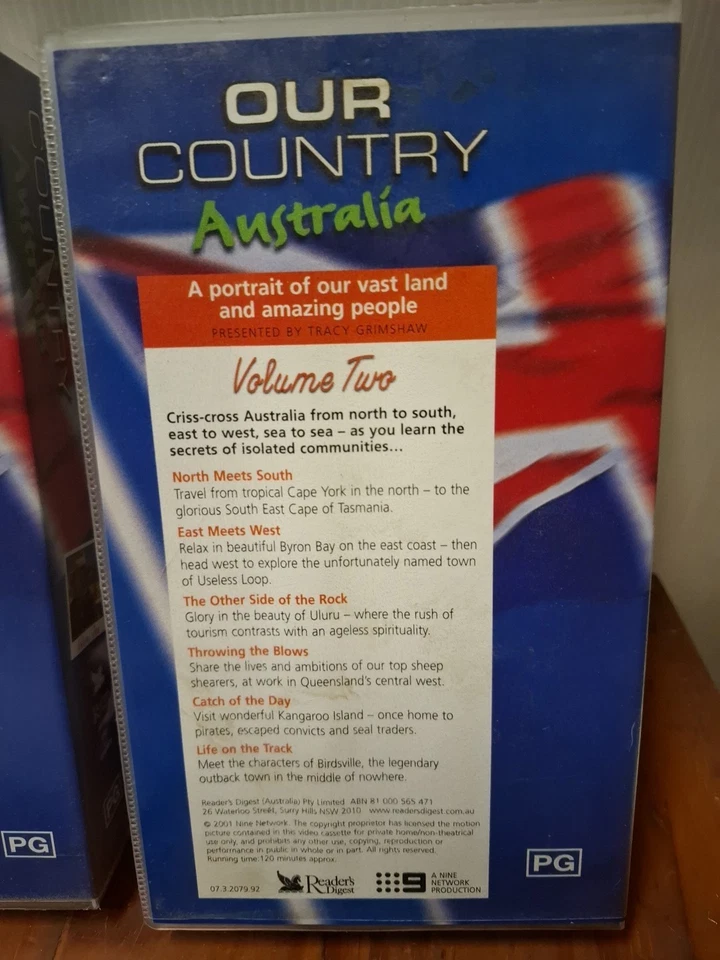 OUR
COUNTRY
Australia
A portrait of our vast land
and amazing people
PRESENTED BY TRACY GRIMSHAW
Volume Two
Criss-cross Australia from north to south,
east to west, sea to sea – as you learn the
secrets of isolated communities...
North Meets South
Travel from tropical Cape York in the north – to the
glorious South East Cape of Tasmania.
East Meets West
Relax in beautiful Byron Bay on the east coast – then
head west to explore the unfortunately named town
of Useless Loop.
The Other Side of the Rock
Glory in the beauty of Uluru – where the rush of
tourism contrasts with an ageless spirituality.
Throwing the Blows
Share the lives and ambitions of our top sheep
shearers, at work in Queensland's central west.
Catch of the Day
Visit wonderful Kangaroo Island – once home to
pirates, escaped convicts and seal traders.
Life on the Track
Meet the characters of Birdsville, the legendary
outback town in the middle of nowhere.
Reader's Digest (Australia) Pty Limited ABN 81 000 565 471
26 Waterloo Street, Surry Hills NSW 2010 www.readersdigest.com.au
© 2001 Nine Network. The copyright proprietor has licensed the motion
picture contained in this video cassette for private home/non-theatrical
use only, and prohibits any other use, copying, reproduction or
performance in public in whole or in part. All rights reserved.
Running time:120 minutes approx.
07.3.2079.92
Reader's
Digest
9
A NINE
NETWORK
PRODUCTION
PG
PG
COUNTRY